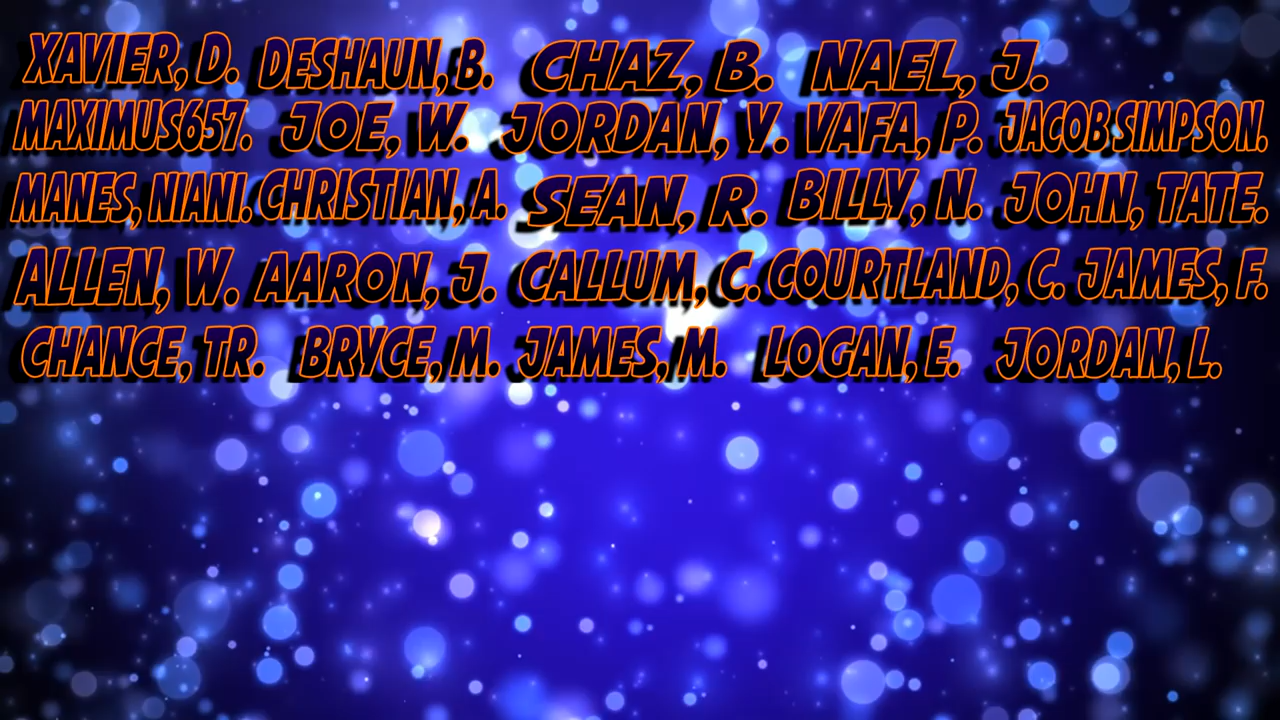 XAVIER, D. DESHAUN, B. CHAZ, B. NAEL, J.
MAXIMUS657. JOE, W. JORDAN, Y. VAFA, P. JACOB SIMPSON.
MANES, NIANI. CHRISTIAN, A. SEAN, R. BILLY, N. JOHN, TATE.
ALLEN, W. AARON, J. CALLUM, C. COURTLAND, C. JAMES, F.
CHANCE, TR. BRYCE, M. JAMES, M. LOGAN, E. JORDAN, L.